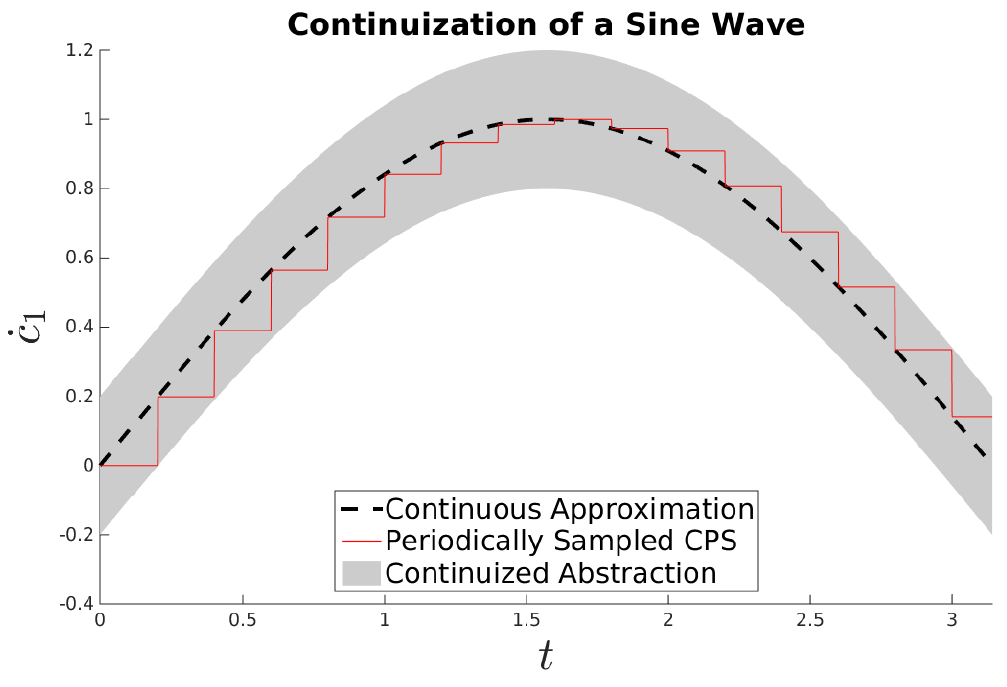 Continuization of a Sine Wave
1.2
1
0.8
0.6
0.4
0.2
0
-0.2
-0.4
ċ1
Continuous Approximation
Periodically Sampled CPS
Continuized Abstraction
0 0.5 1 1.5 2 2.5 3
t